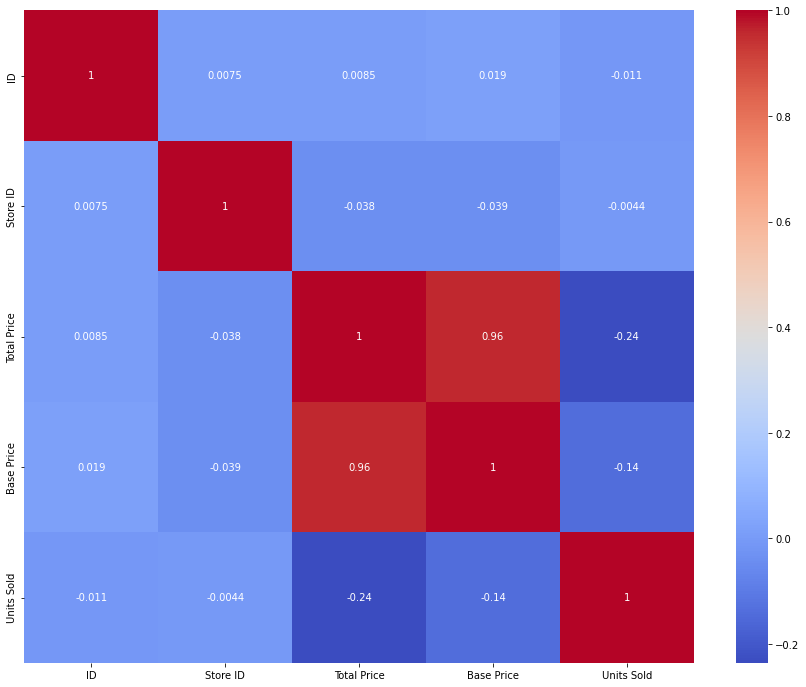 ID 1 0.0075 0.0085 0.019 -0.011
Store ID 0.0075 1 -0.038 -0.039 -0.0044
Total Price 0.0085 -0.038 1 0.96 -0.24
Base Price 0.019 -0.039 0.96 1 -0.14
Units Sold -0.011 -0.0044 -0.24 -0.14 1
ID Store ID Total Price Base Price Units Sold
1.0
0.8
0.6
0.4
0.2
0.0
−0.2